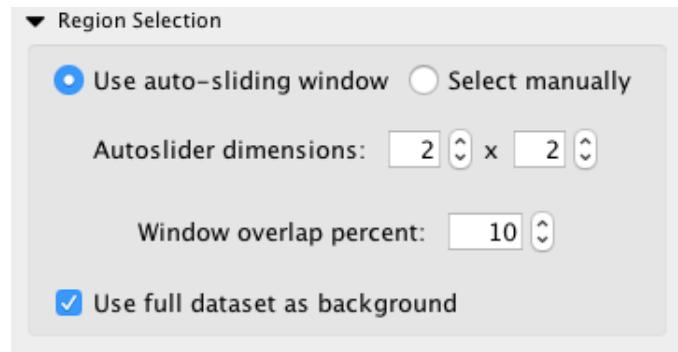 Region Selection
Use auto-sliding window Select manually
Autoslider dimensions: 2 x 2
Window overlap percent: 10
Use full dataset as background